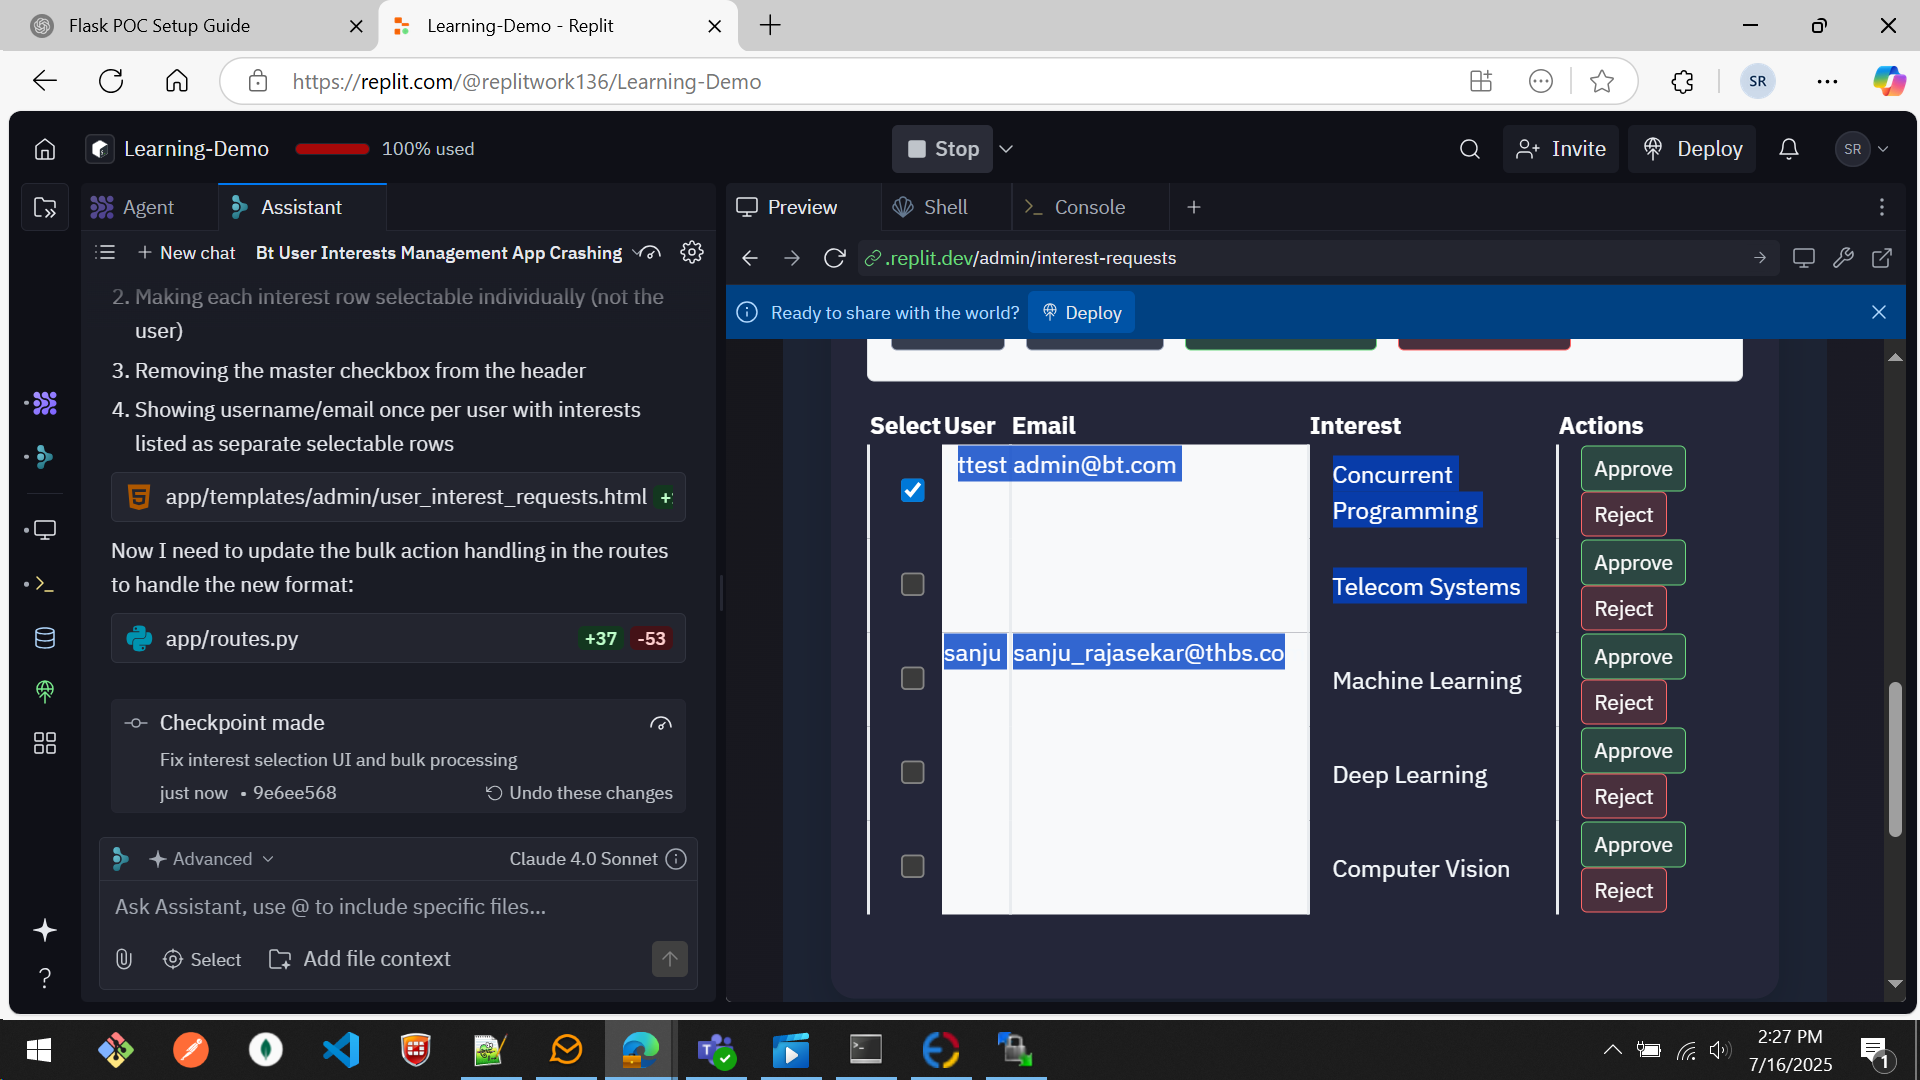 Flask POC Setup Guide
Learning-Demo - Replit
https://replit.com/@replitwork136/Learning-Demo
SR
Learning-Demo
100% used
Stop
Invite
Deploy
SR
Agent
Assistant
Preview
Shell
Console
New chat
Bt User Interests Management App Crashing
.replit.dev/admin/interest-requests
Ready to share with the world?
Deploy
2. Making each interest row selectable individually (not the
user)
3. Removing the master checkbox from the header
4. Showing username/email once per user with interests
listed as separate selectable rows
app/templates/admin/user_interest_requests.html
Now I need to update the bulk action handling in the routes
to handle the new format:
app/routes.py +37 -53
Checkpoint made
Fix interest selection UI and bulk processing
just now • 9e6ee568
Undo these changes
Advanced
Claude 4.0 Sonnet
Ask Assistant, use @ to include specific files...
Select
Add file context
Select User Email Interest Actions
ttest admin@bt.com
Concurrent
Programming
Approve
Reject
Telecom Systems
Approve
Reject
sanju sanju_rajasekar@thbs.co
Machine Learning
Approve
Reject
Deep Learning
Approve
Reject
Computer Vision
Approve
Reject
2:27 PM
7/16/2025
1